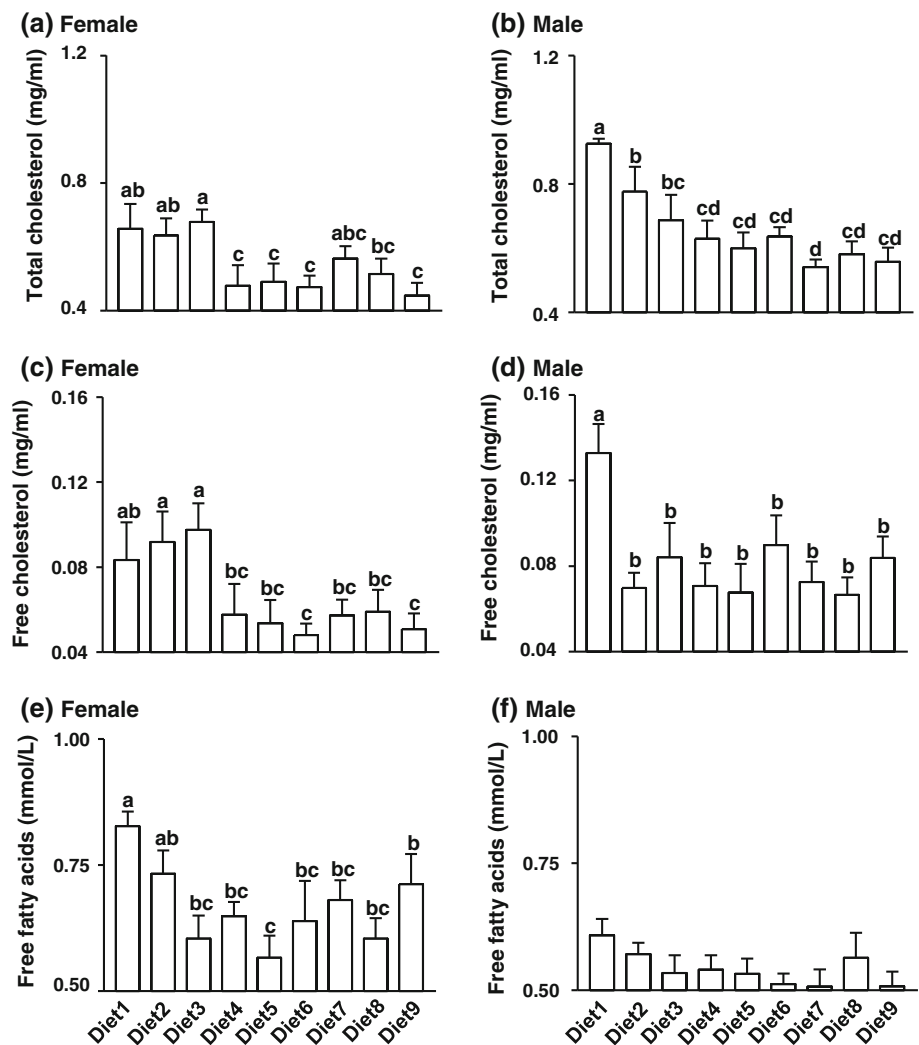 (a) Female
Total cholesterol (mg/ml)
1.2
0.8
0.4
ab ab a c c c abc bc c
(b) Male
Total cholesterol (mg/ml)
1.2
0.8
0.4
a b bc cd cd cd d cd cd
(c) Female
Free cholesterol (mg/ml)
0.16
0.12
0.08
0.04
ab a a bc bc c bc bc c
(d) Male
Free cholesterol (mg/ml)
0.16
0.12
0.08
0.04
a b b b b b b b b
(e) Female
Free fatty acids (mmol/L)
1.00
0.75
0.50
a ab bc bc c bc bc bc b
Diet1 Diet2 Diet3 Diet4 Diet5 Diet6 Diet7 Diet8 Diet9
(f) Male
Free fatty acids (mmol/L)
1.00
0.75
0.50
Diet1 Diet2 Diet3 Diet4 Diet5 Diet6 Diet7 Diet8 Diet9